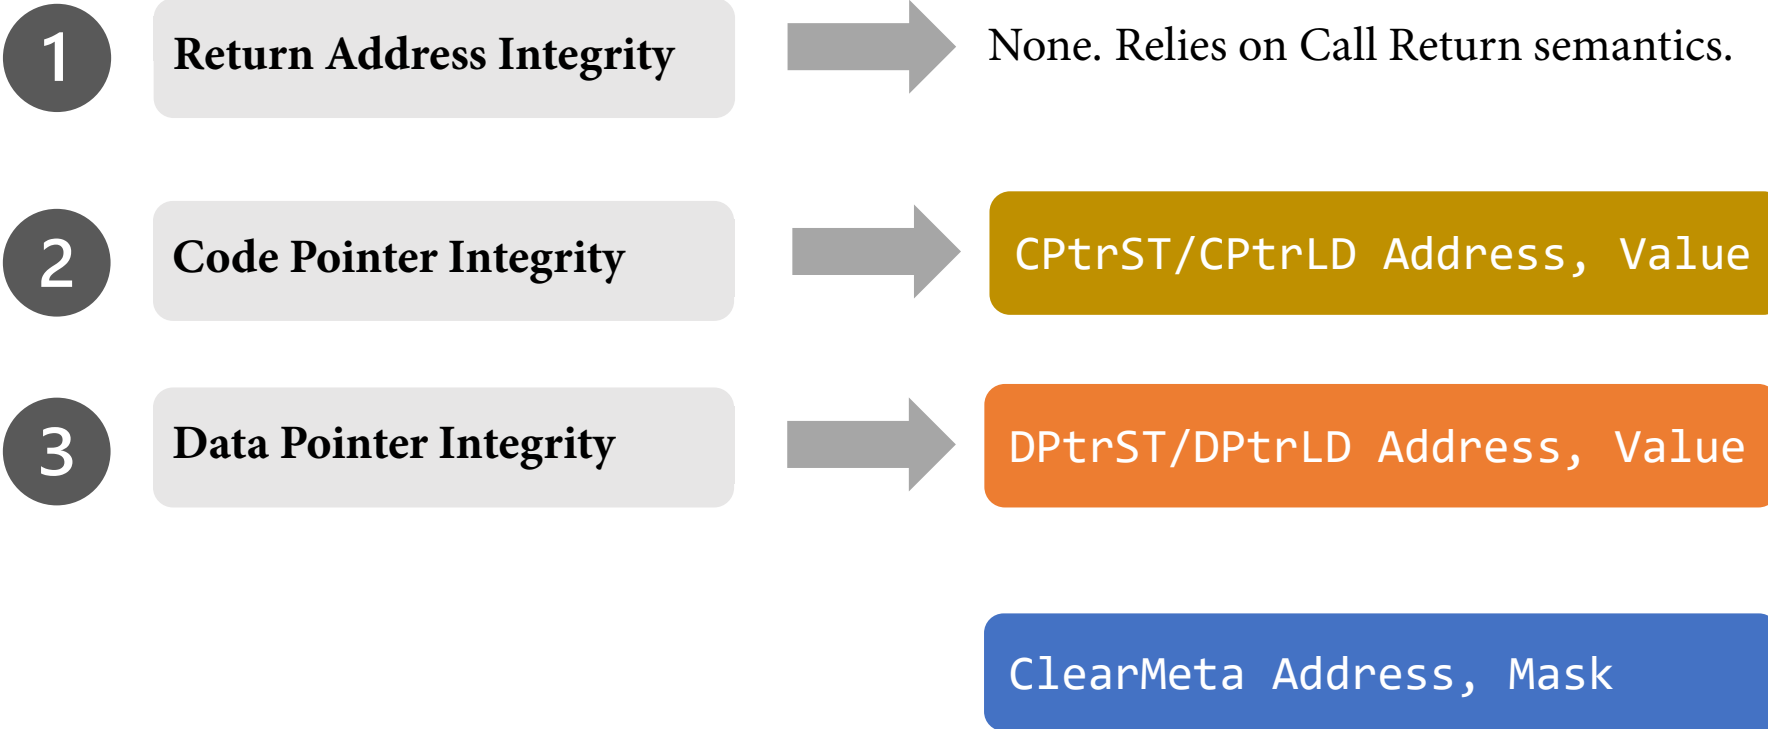 1 Return Address Integrity None. Relies on Call Return semantics.
2 Code Pointer Integrity CPtrST/CPtrLD Address, Value
3 Data Pointer Integrity DPtrST/DPtrLD Address, Value
ClearMeta Address, Mask